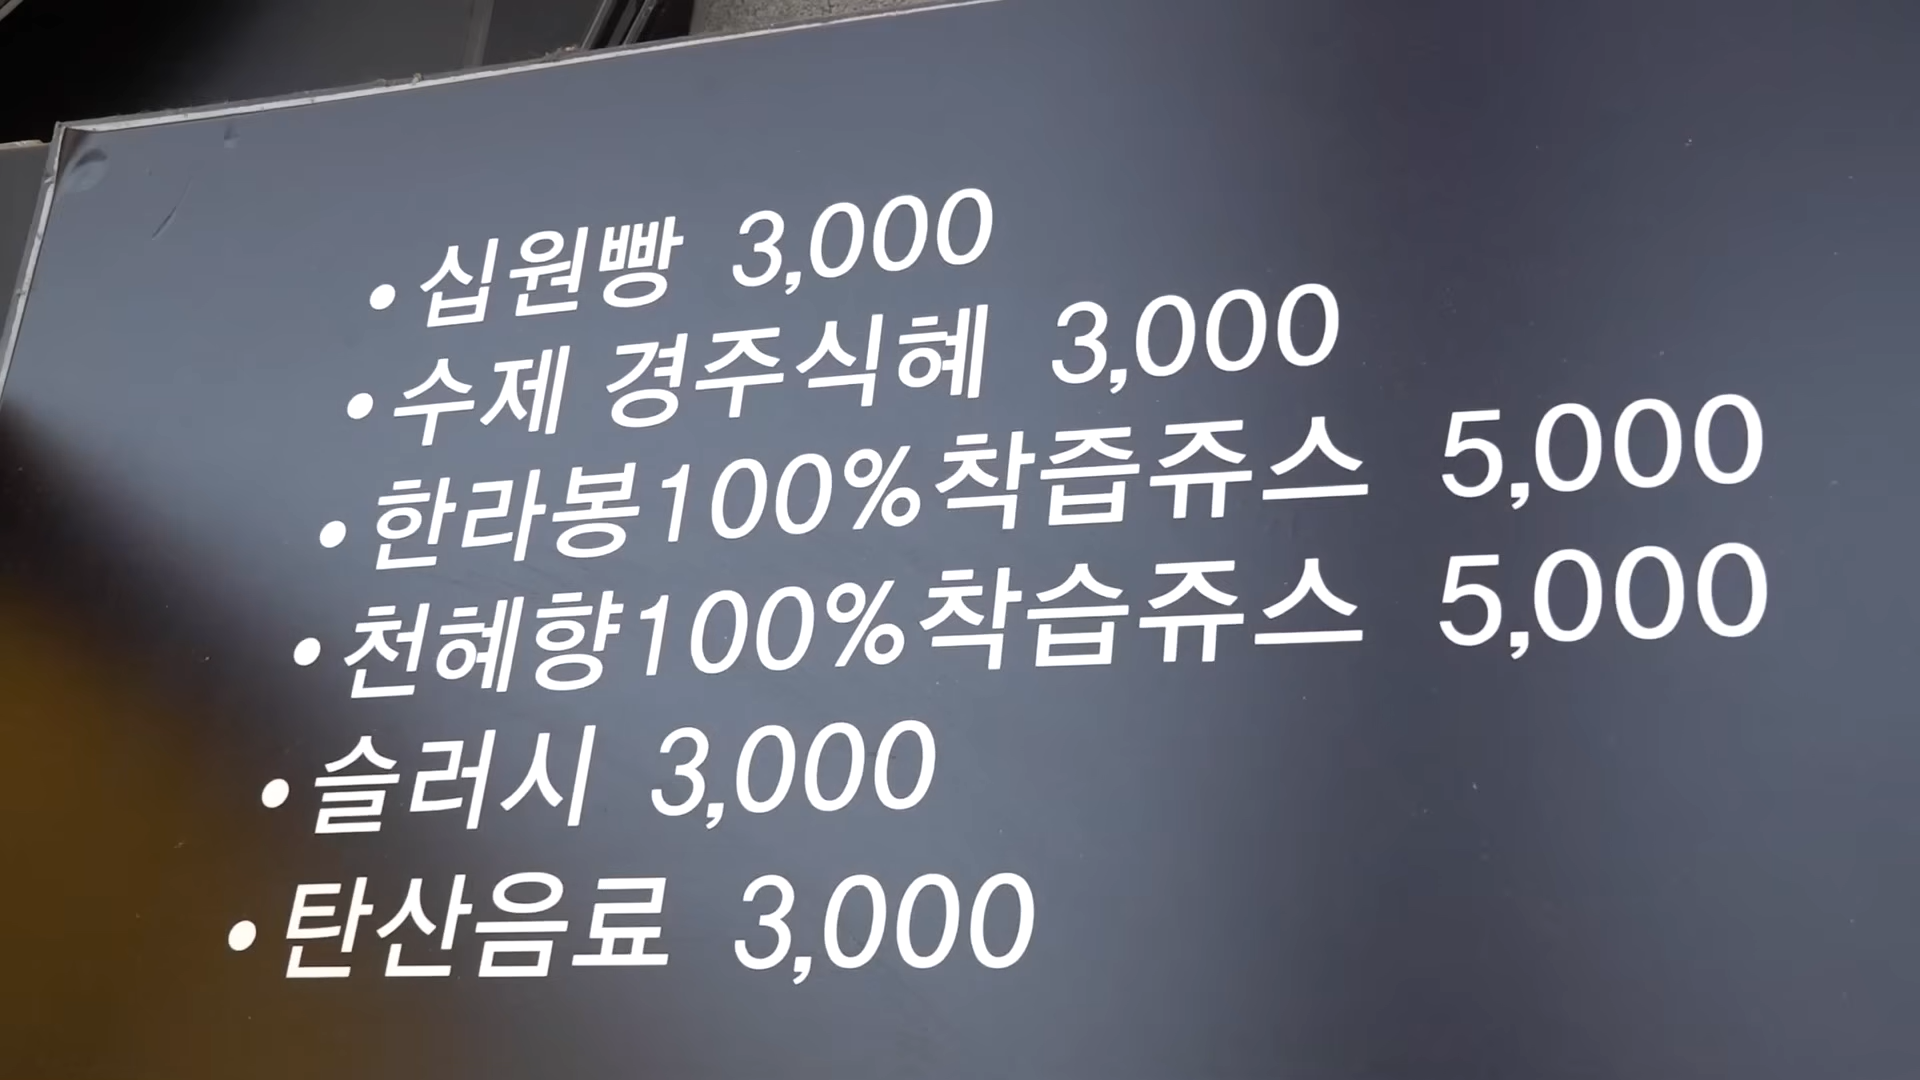 • 십원빵 3,000
• 수제 경주식혜 3,000
• 한라봉100%착즙쥬스 5,000
• 천혜향100%착습쥬스 5,000
• 슬러시 3,000
• 탄산음료 3,000